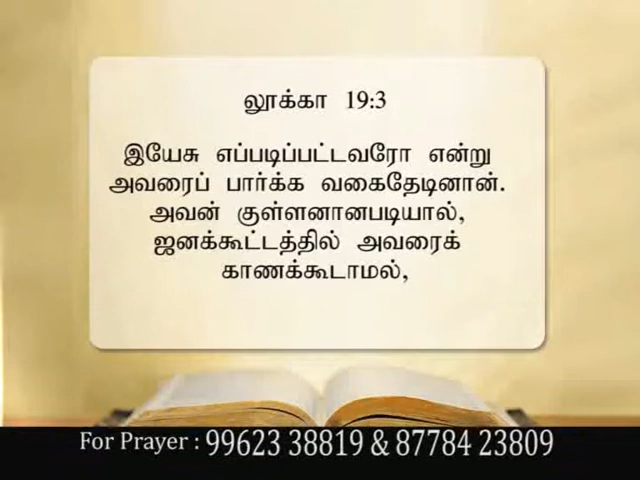 லூக்கா 19:3
இயேசு எப்படிப்பட்டவரோ என்று
அவரைப் பார்க்க வகைதேடினான்.
அவன் குள்ளனானபடியால்,
ஜனக்கூட்டத்தில் அவரைக்
காணக்கூடாமல்,
For Prayer : 99623 38819 & 87784 23809